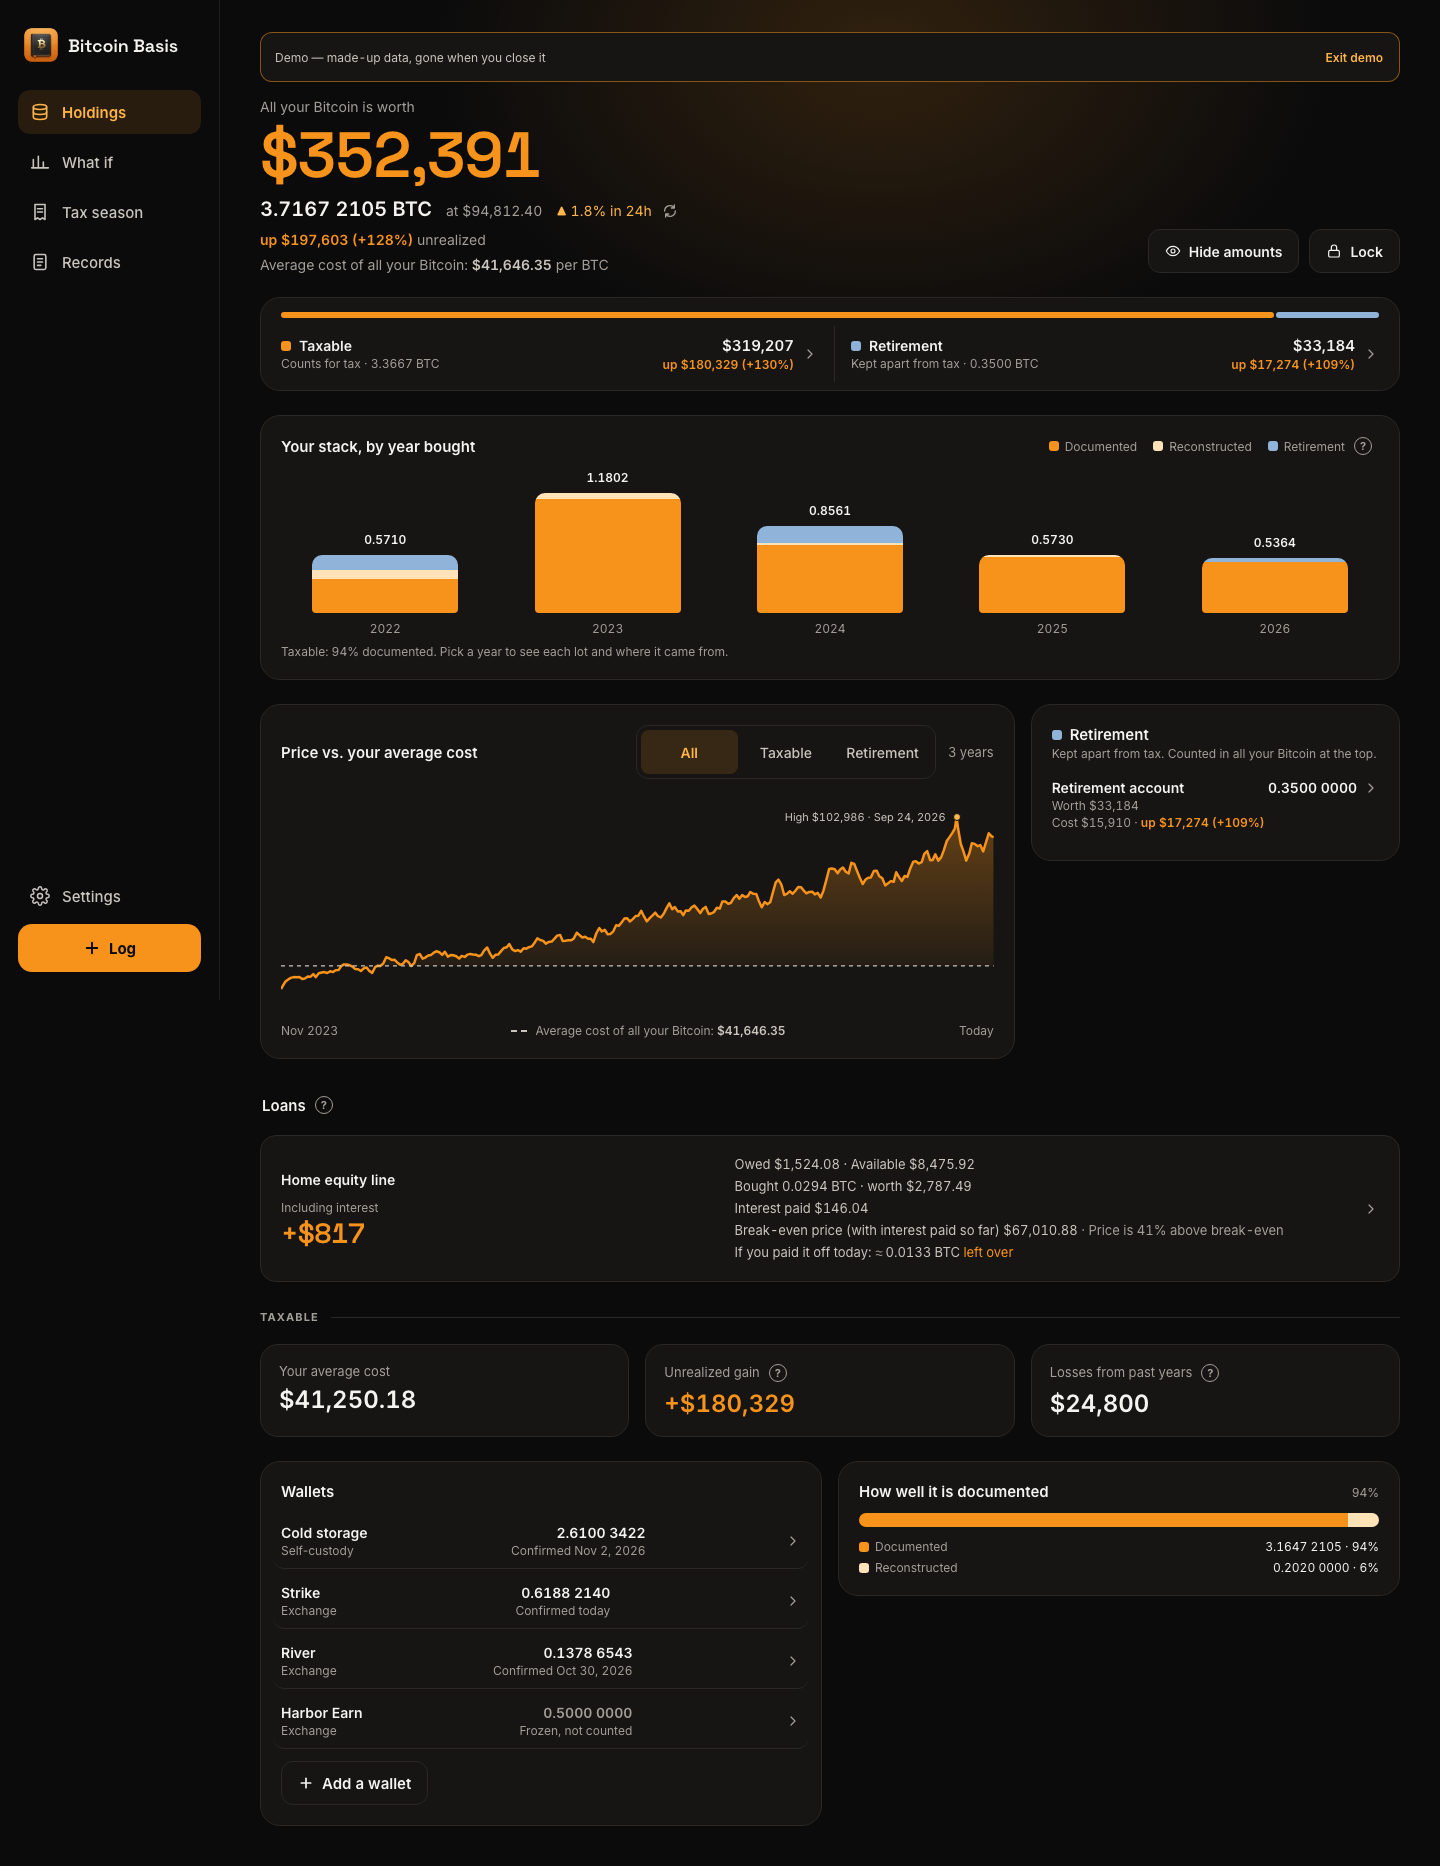 Bitcoin Basis
Holdings
What if
Tax season
Records
Settings
+ Log
Demo — made-up data, gone when you close it
Exit demo
All your Bitcoin is worth
$352,391
3.7167 2105 BTC at $94,812.40 ▲ 1.8% in 24h
up $197,603 (+128%) unrealized
Average cost of all your Bitcoin: $41,646.35 per BTC
Hide amounts
Lock
Taxable
$319,207
Counts for tax · 3.3667 BTC
up $180,329 (+130%)
Retirement
$33,184
Kept apart from tax · 0.3500 BTC
up $17,274 (+109%)
Your stack, by year bought
Documented
Reconstructed
Retirement
?
0.5710
1.1802
0.8561
0.5730
0.5364
2022
2023
2024
2025
2026
Taxable: 94% documented. Pick a year to see each lot and where it came from.
Price vs. your average cost
All
Taxable
Retirement
3 years
High $102,986 · Sep 24, 2026
Nov 2023
Average cost of all your Bitcoin: $41,646.35
Today
Retirement
Kept apart from tax. Counted in all your Bitcoin at the top.
Retirement account
0.3500 0000
Worth $33,184
Cost $15,910 · up $17,274 (+109%)
Loans ?
Home equity line
Including interest
+$817
Owed $1,524.08 · Available $8,475.92
Bought 0.0294 BTC · worth $2,787.49
Interest paid $146.04
Break-even price (with interest paid so far) $67,010.88 · Price is 41% above break-even
If you paid it off today: ≈ 0.0133 BTC left over
TAXABLE
Your average cost
$41,250.18
Unrealized gain ?
+$180,329
Losses from past years ?
$24,800
Wallets
Cold storage
2.6100 3422
Self-custody
Confirmed Nov 2, 2026
Strike
0.6188 2140
Exchange
Confirmed today
River
0.1378 6543
Exchange
Confirmed Oct 30, 2026
Harbor Earn
0.5000 0000
Exchange
Frozen, not counted
+ Add a wallet
How well it is documented
94%
Documented
3.1647 2105 · 94%
Reconstructed
0.2020 0000 · 6%